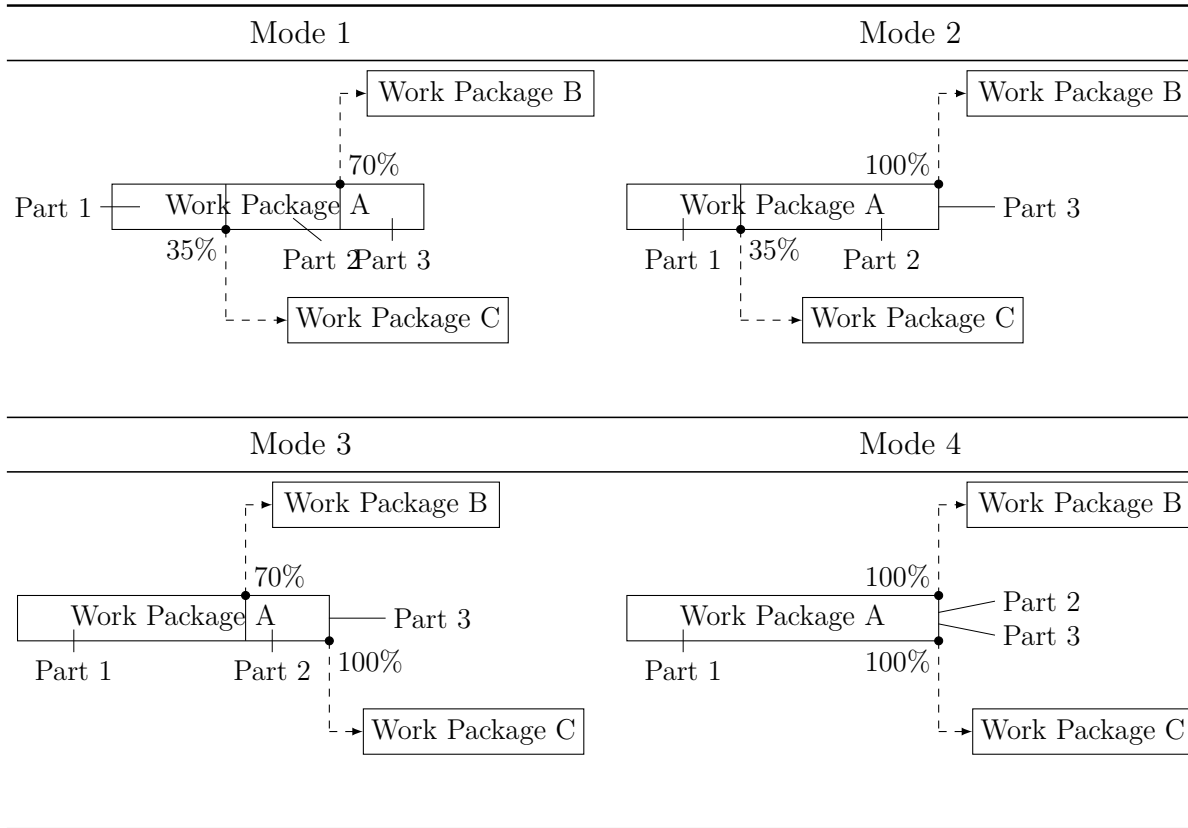 Mode 1
Mode 2
Work Package B
Work Package B
70%
100%
Part 1
Work Package A
Work Package A
Part 3
35%
Part 2
Part 3
Part 1
35%
Part 2
Work Package C
Work Package C
Mode 3
Mode 4
Work Package B
Work Package B
70%
100%
Work Package A
Part 3
Work Package A
Part 2
Part 3
Part 1
Part 2
100%
Part 1
100%
Work Package C
Work Package C